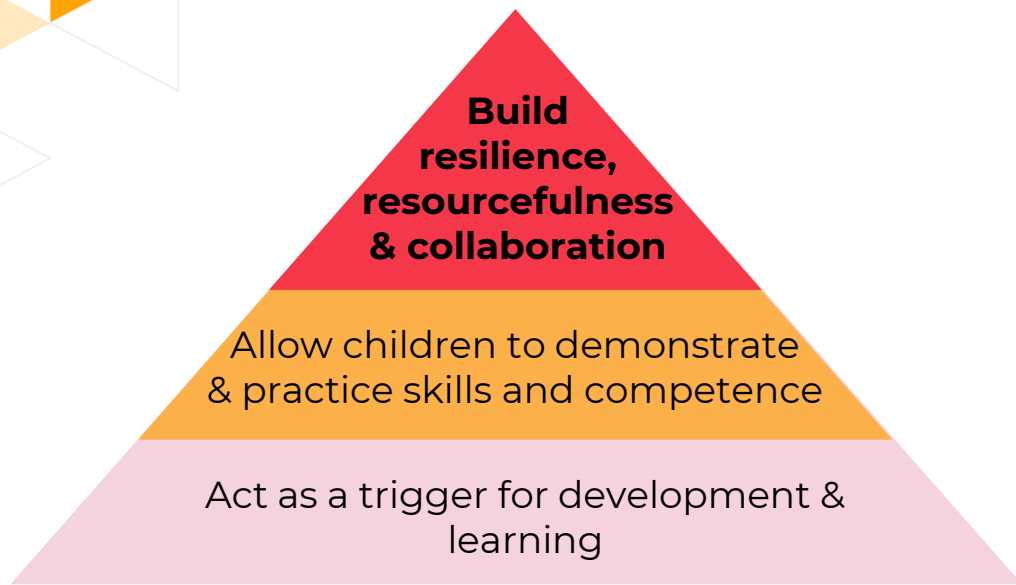 Build
resilience,
resourcefulness
& collaboration
Allow children to demonstrate
& practice skills and competence
Act as a trigger for development &
learning